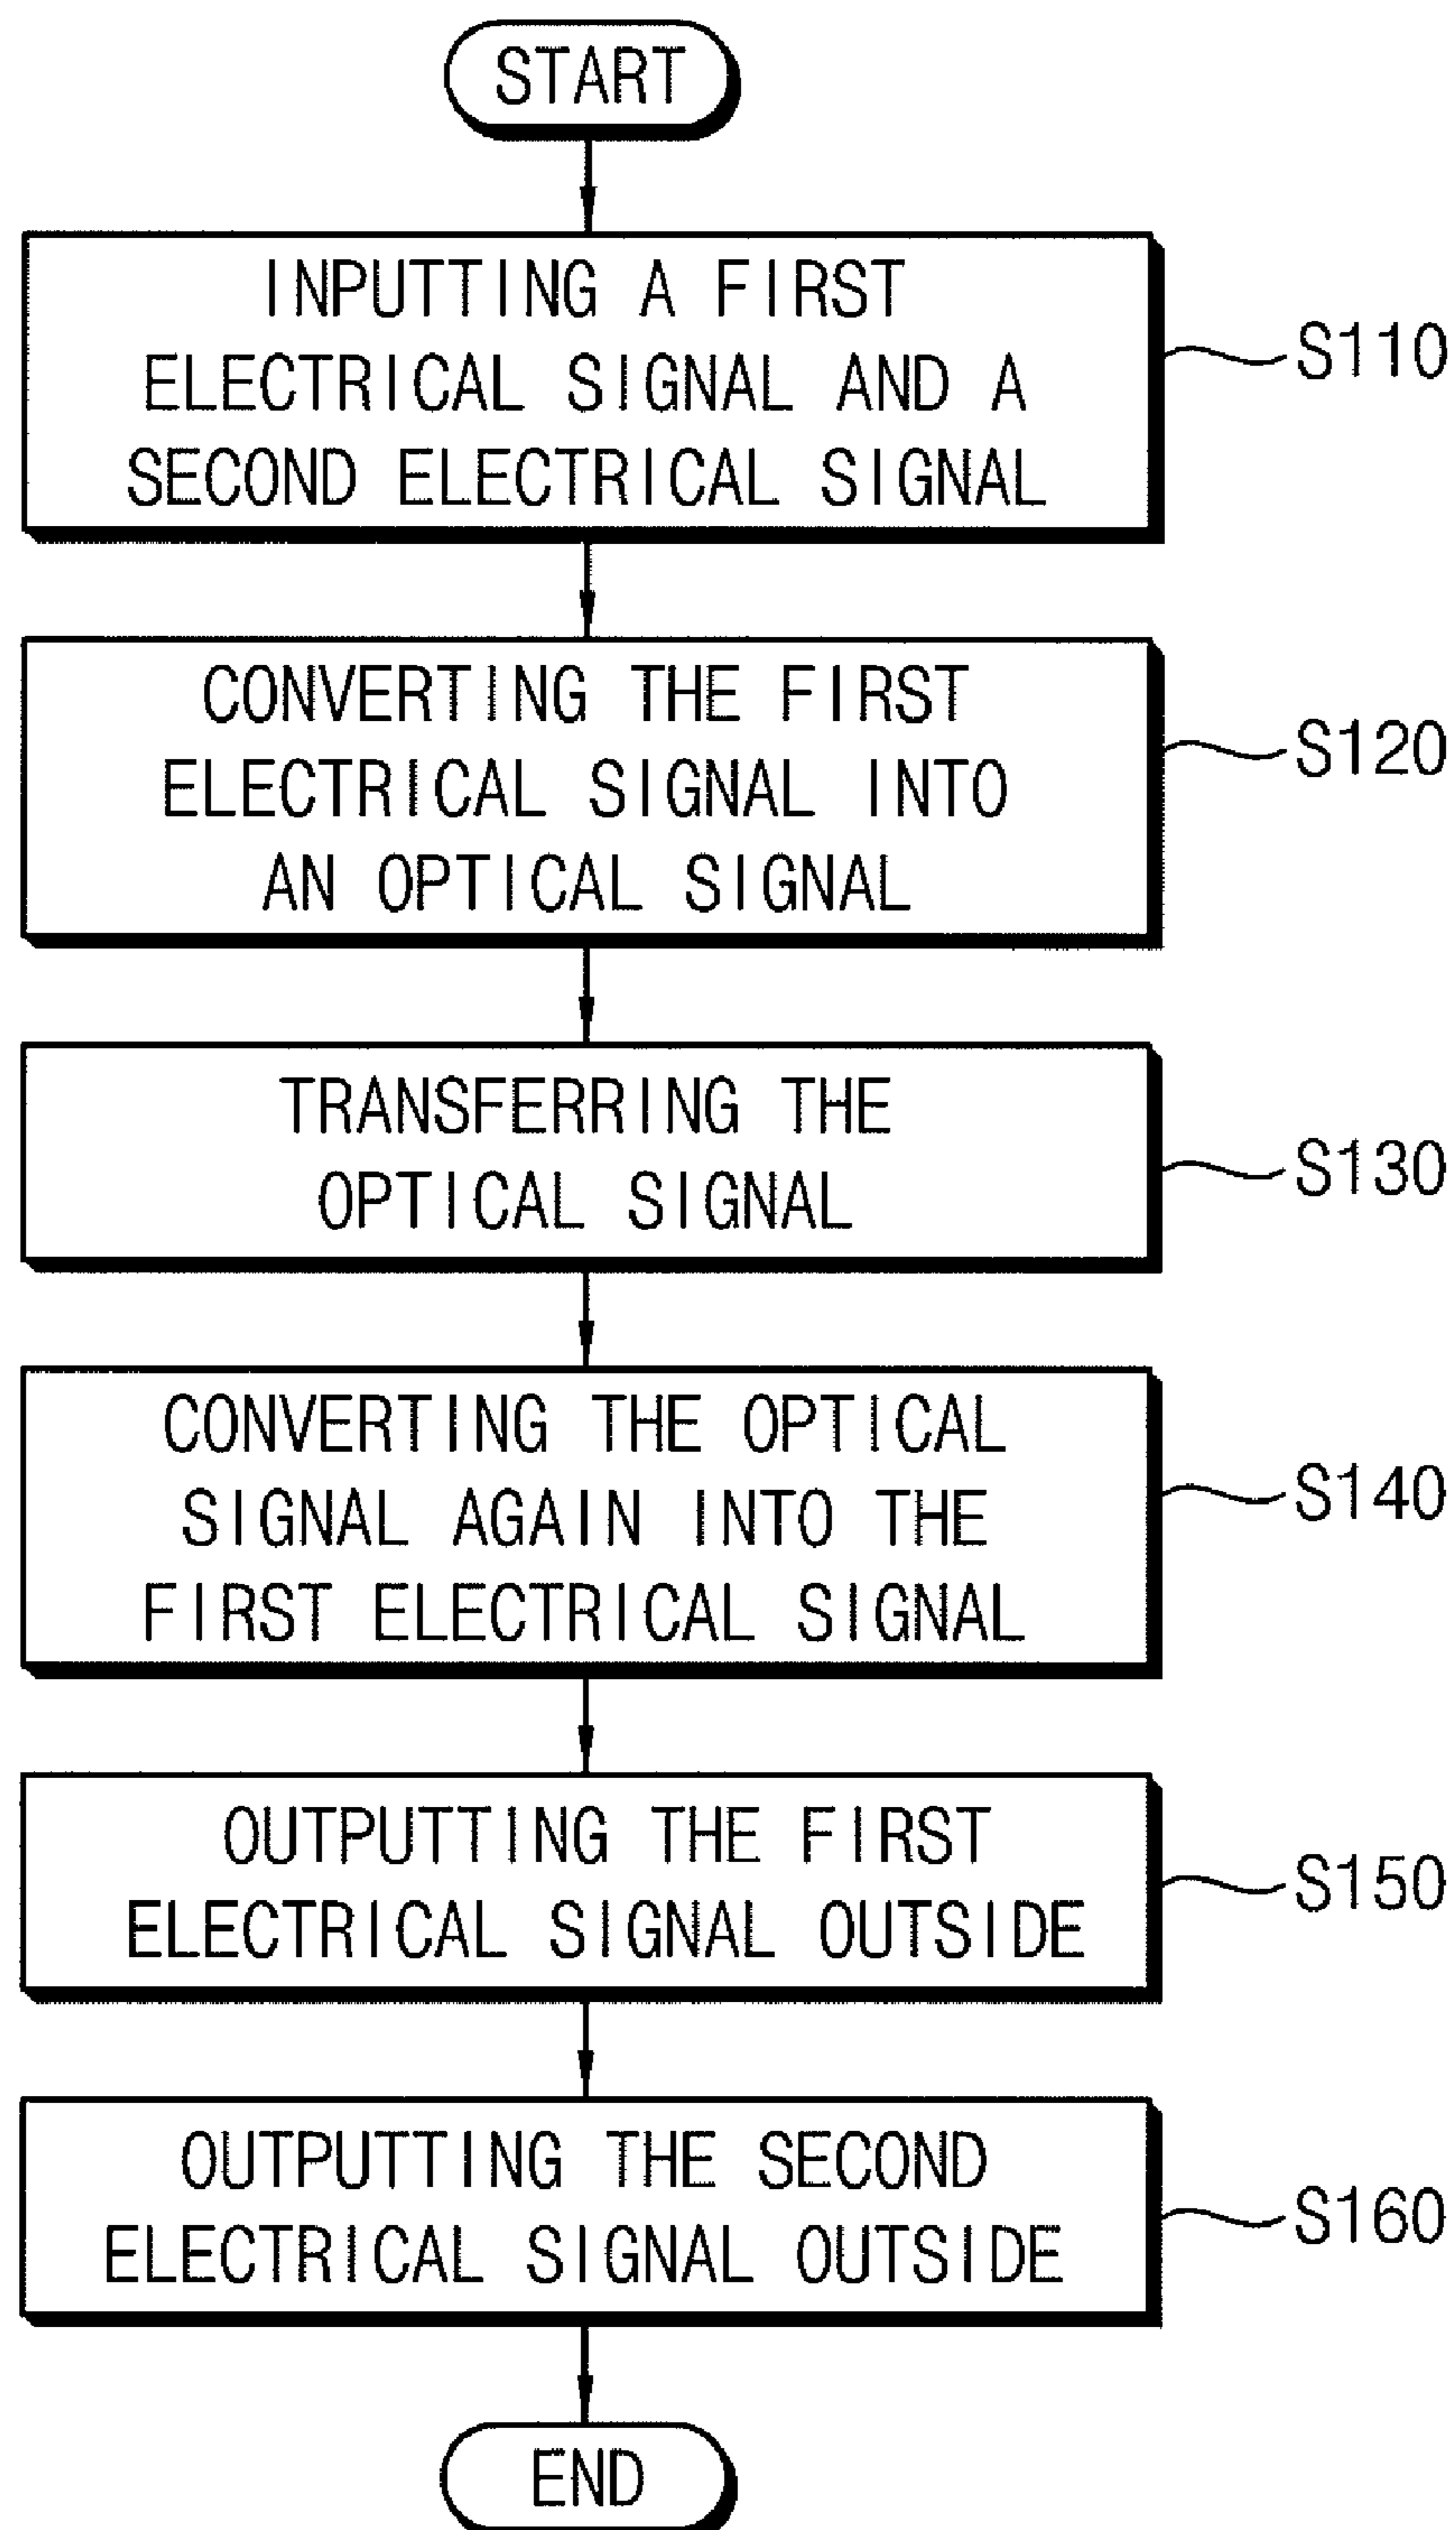 START
INPUTTING A FIRST
ELECTRICAL SIGNAL AND A
SECOND ELECTRICAL SIGNAL
S110
CONVERTING THE FIRST
ELECTRICAL SIGNAL INTO
AN OPTICAL SIGNAL
S120
TRANSFERRING THE
OPTICAL SIGNAL
S130
CONVERTING THE OPTICAL
SIGNAL AGAIN INTO THE
FIRST ELECTRICAL SIGNAL
S140
OUTPUTTING THE FIRST
ELECTRICAL SIGNAL OUTSIDE
S150
OUTPUTTING THE SECOND
ELECTRICAL SIGNAL OUTSIDE
S160
END